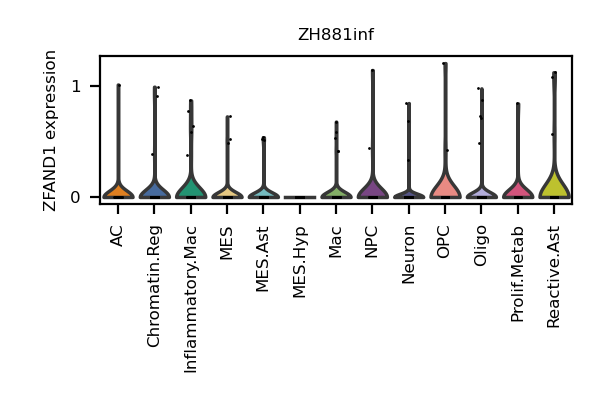 ZH881inf
ZFAND1 expression
1
0
AC
Chromatin.Reg
Inflammatory.Mac
MES
MES.Ast
MES.Hyp
Mac
NPC
Neuron
OPC
Oligo
Prolif.Metab
Reactive.Ast